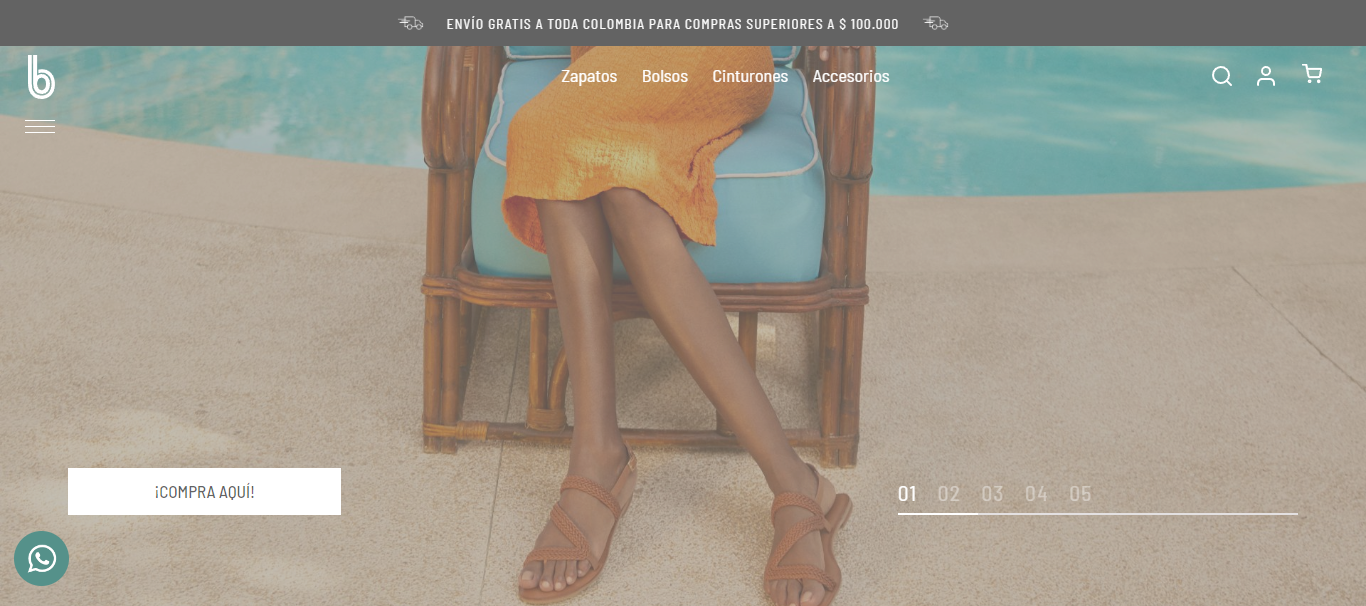 ENVÍO GRATIS A TODA COLOMBIA PARA COMPRAS SUPERIORES A $ 100.000
b
Zapatos Bolsos Cinturones Accesorios
¡COMPRA AQUÍ!
01 02 03 04 05